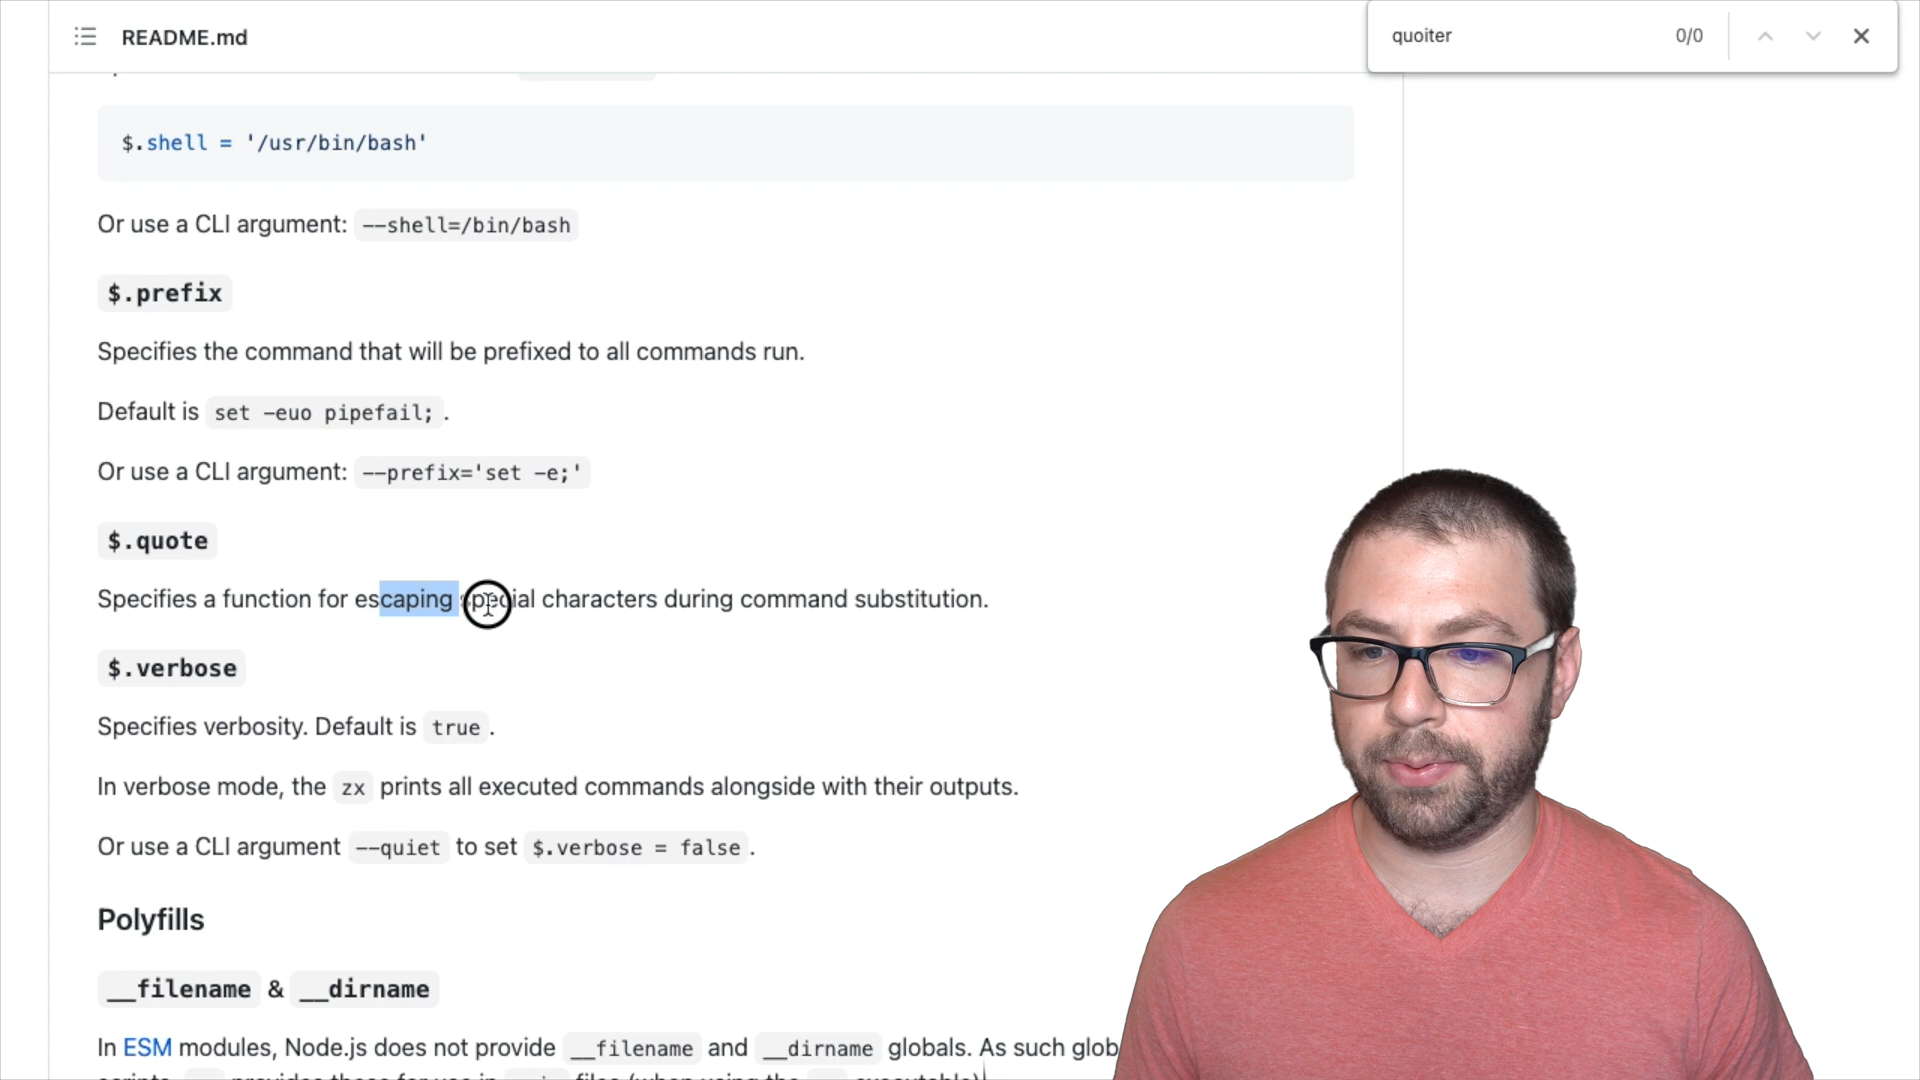 README.md
quoiter 0/0
$.shell = '/usr/bin/bash'
Or use a CLI argument: --shell=/bin/bash
$.prefix
Specifies the command that will be prefixed to all commands run.
Default is set -euo pipefail; .
Or use a CLI argument: --prefix='set -e;'
$.quote
Specifies a function for escaping special characters during command substitution.
$.verbose
Specifies verbosity. Default is true .
In verbose mode, the zx prints all executed commands alongside with their outputs.
Or use a CLI argument --quiet to set $.verbose = false .
Polyfills
__filename & __dirname
In ESM modules, Node.js does not provide __filename and __dirname globals. As such glob